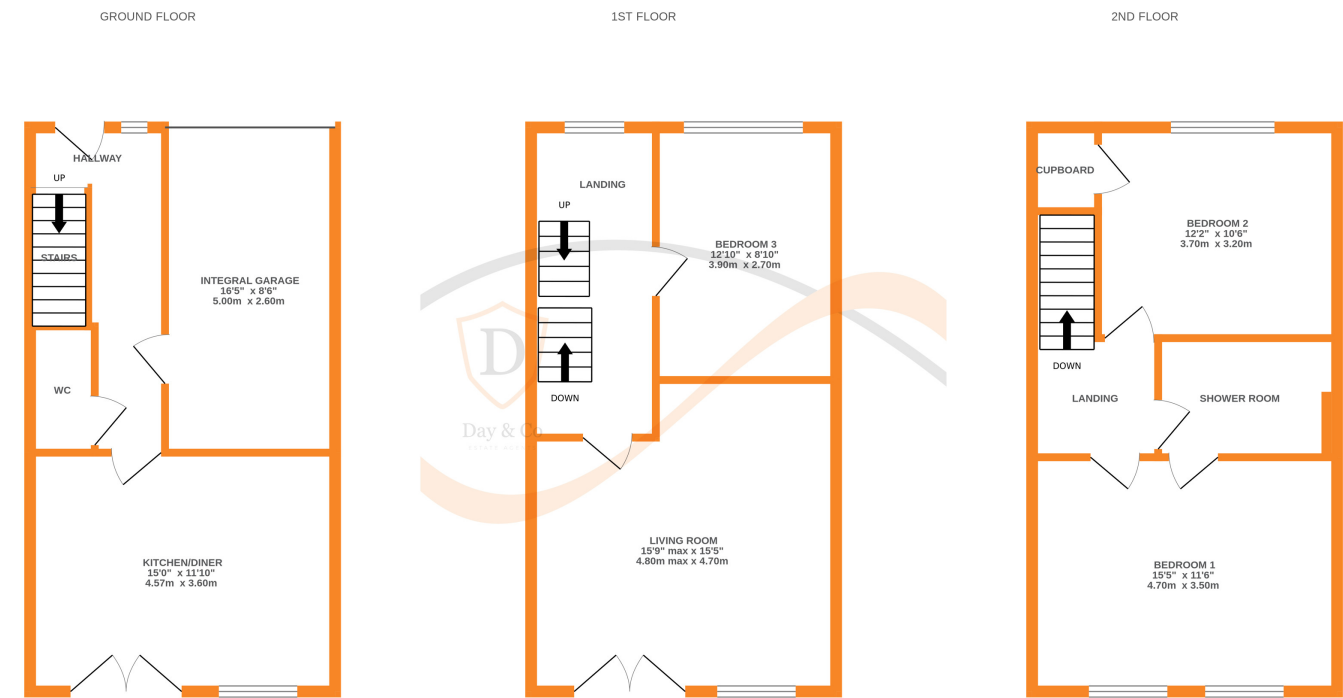 GROUND FLOOR
HALLWAY
UP
STAIRS
INTEGRAL GARAGE
16'5" x 8'6"
5.00m x 2.60m
WC
KITCHEN/DINER
15'0" x 11'10"
4.57m x 3.60m
1ST FLOOR
LANDING
UP
BEDROOM 3
12'10" x 8'10"
3.90m x 2.70m
D
DOWN
Day & Co
LIVING ROOM
15'9" max x 15'5"
4.80m max x 4.70m
2ND FLOOR
CUPBOARD
BEDROOM 2
12'2" x 10'6"
3.70m x 3.20m
DOWN
LANDING
SHOWER ROOM
BEDROOM 1
15'5" x 11'6"
4.70m x 3.50m